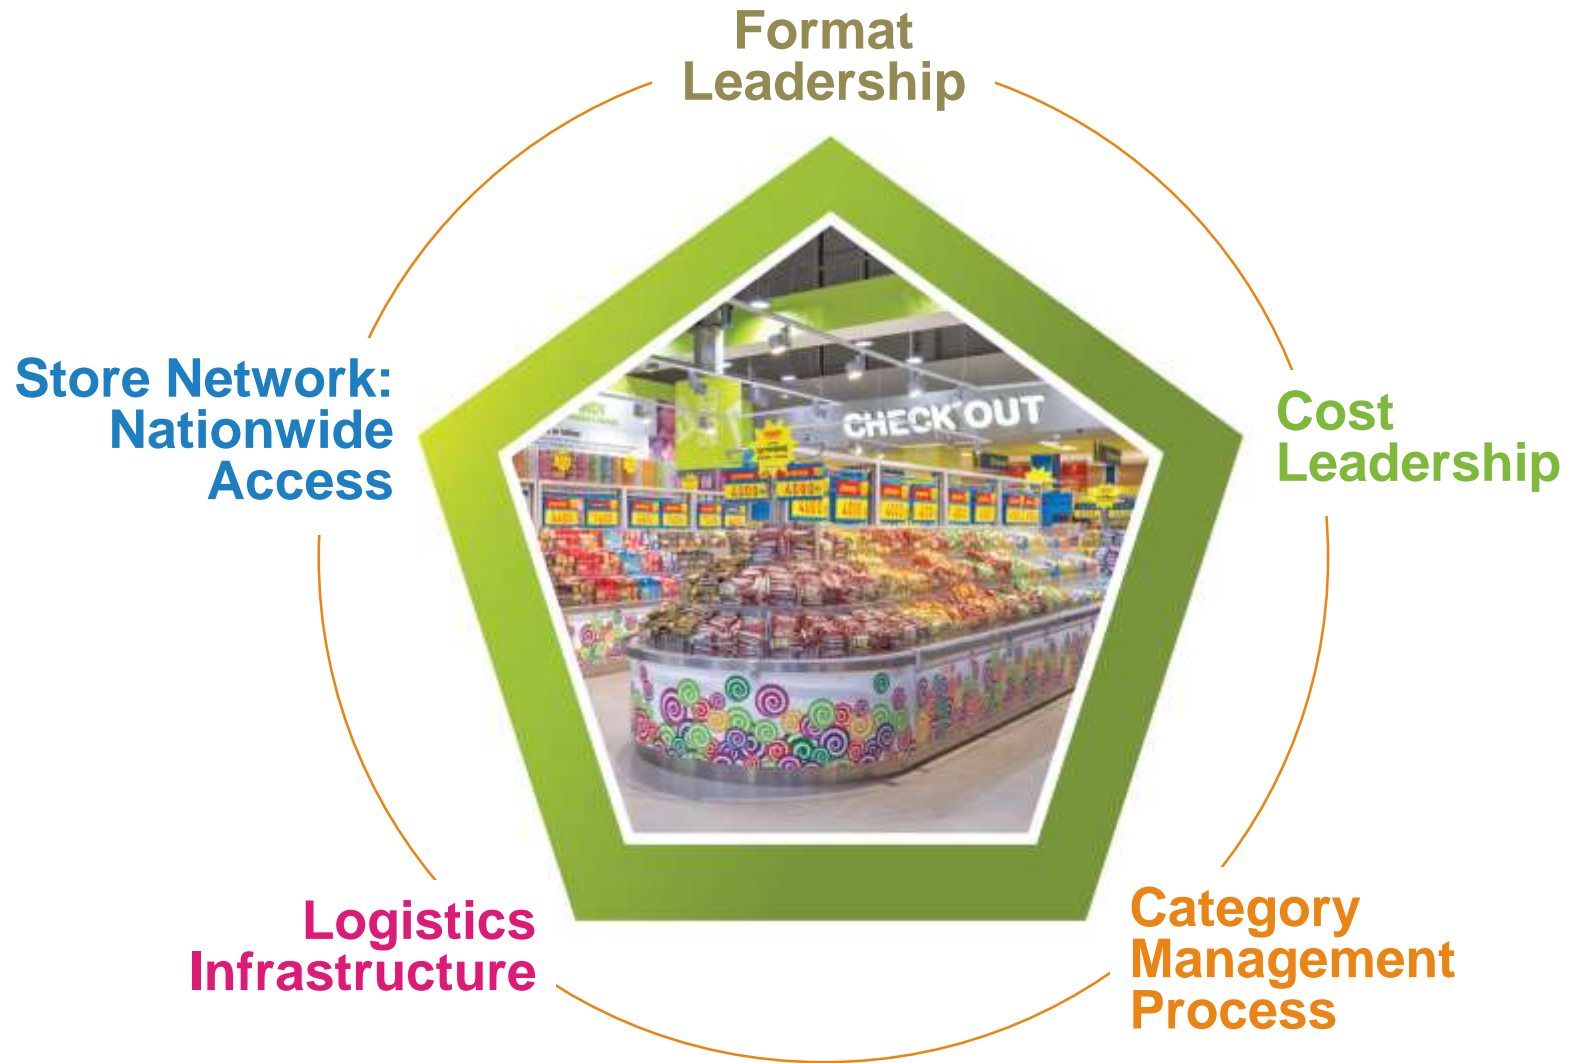 Format
Leadership
Store Network:
Nationwide
Access
Cost
Leadership
CHECK OUT
Logistics
Infrastructure
Category
Management
Process